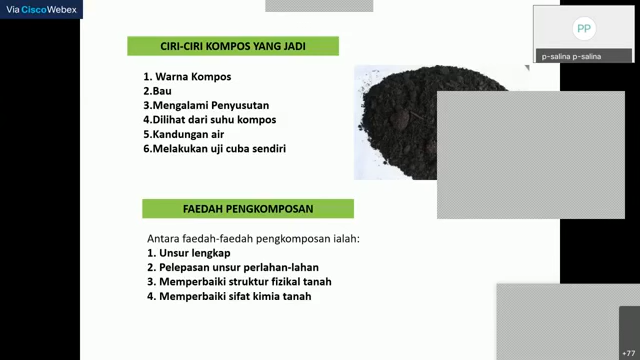 Via Cisco Webex
PP
p-salina p-salina
CIRI-CIRI KOMPOS YANG JADI
1. Warna Kompos
2.Bau
3.Mengalami Penyusutan
4.Dilihat dari suhu kompos
5.Kandungan air
6.Melakukan uji cuba sendiri
FAEDAH PENGKOMPOSAN
Antara faedah-faedah pengkomposan ialah:
1. Unsur lengkap
2. Pelepasan unsur perlahan-lahan
3. Memperbaiki struktur fizikal tanah
4. Memperbaiki sifat kimia tanah
+77